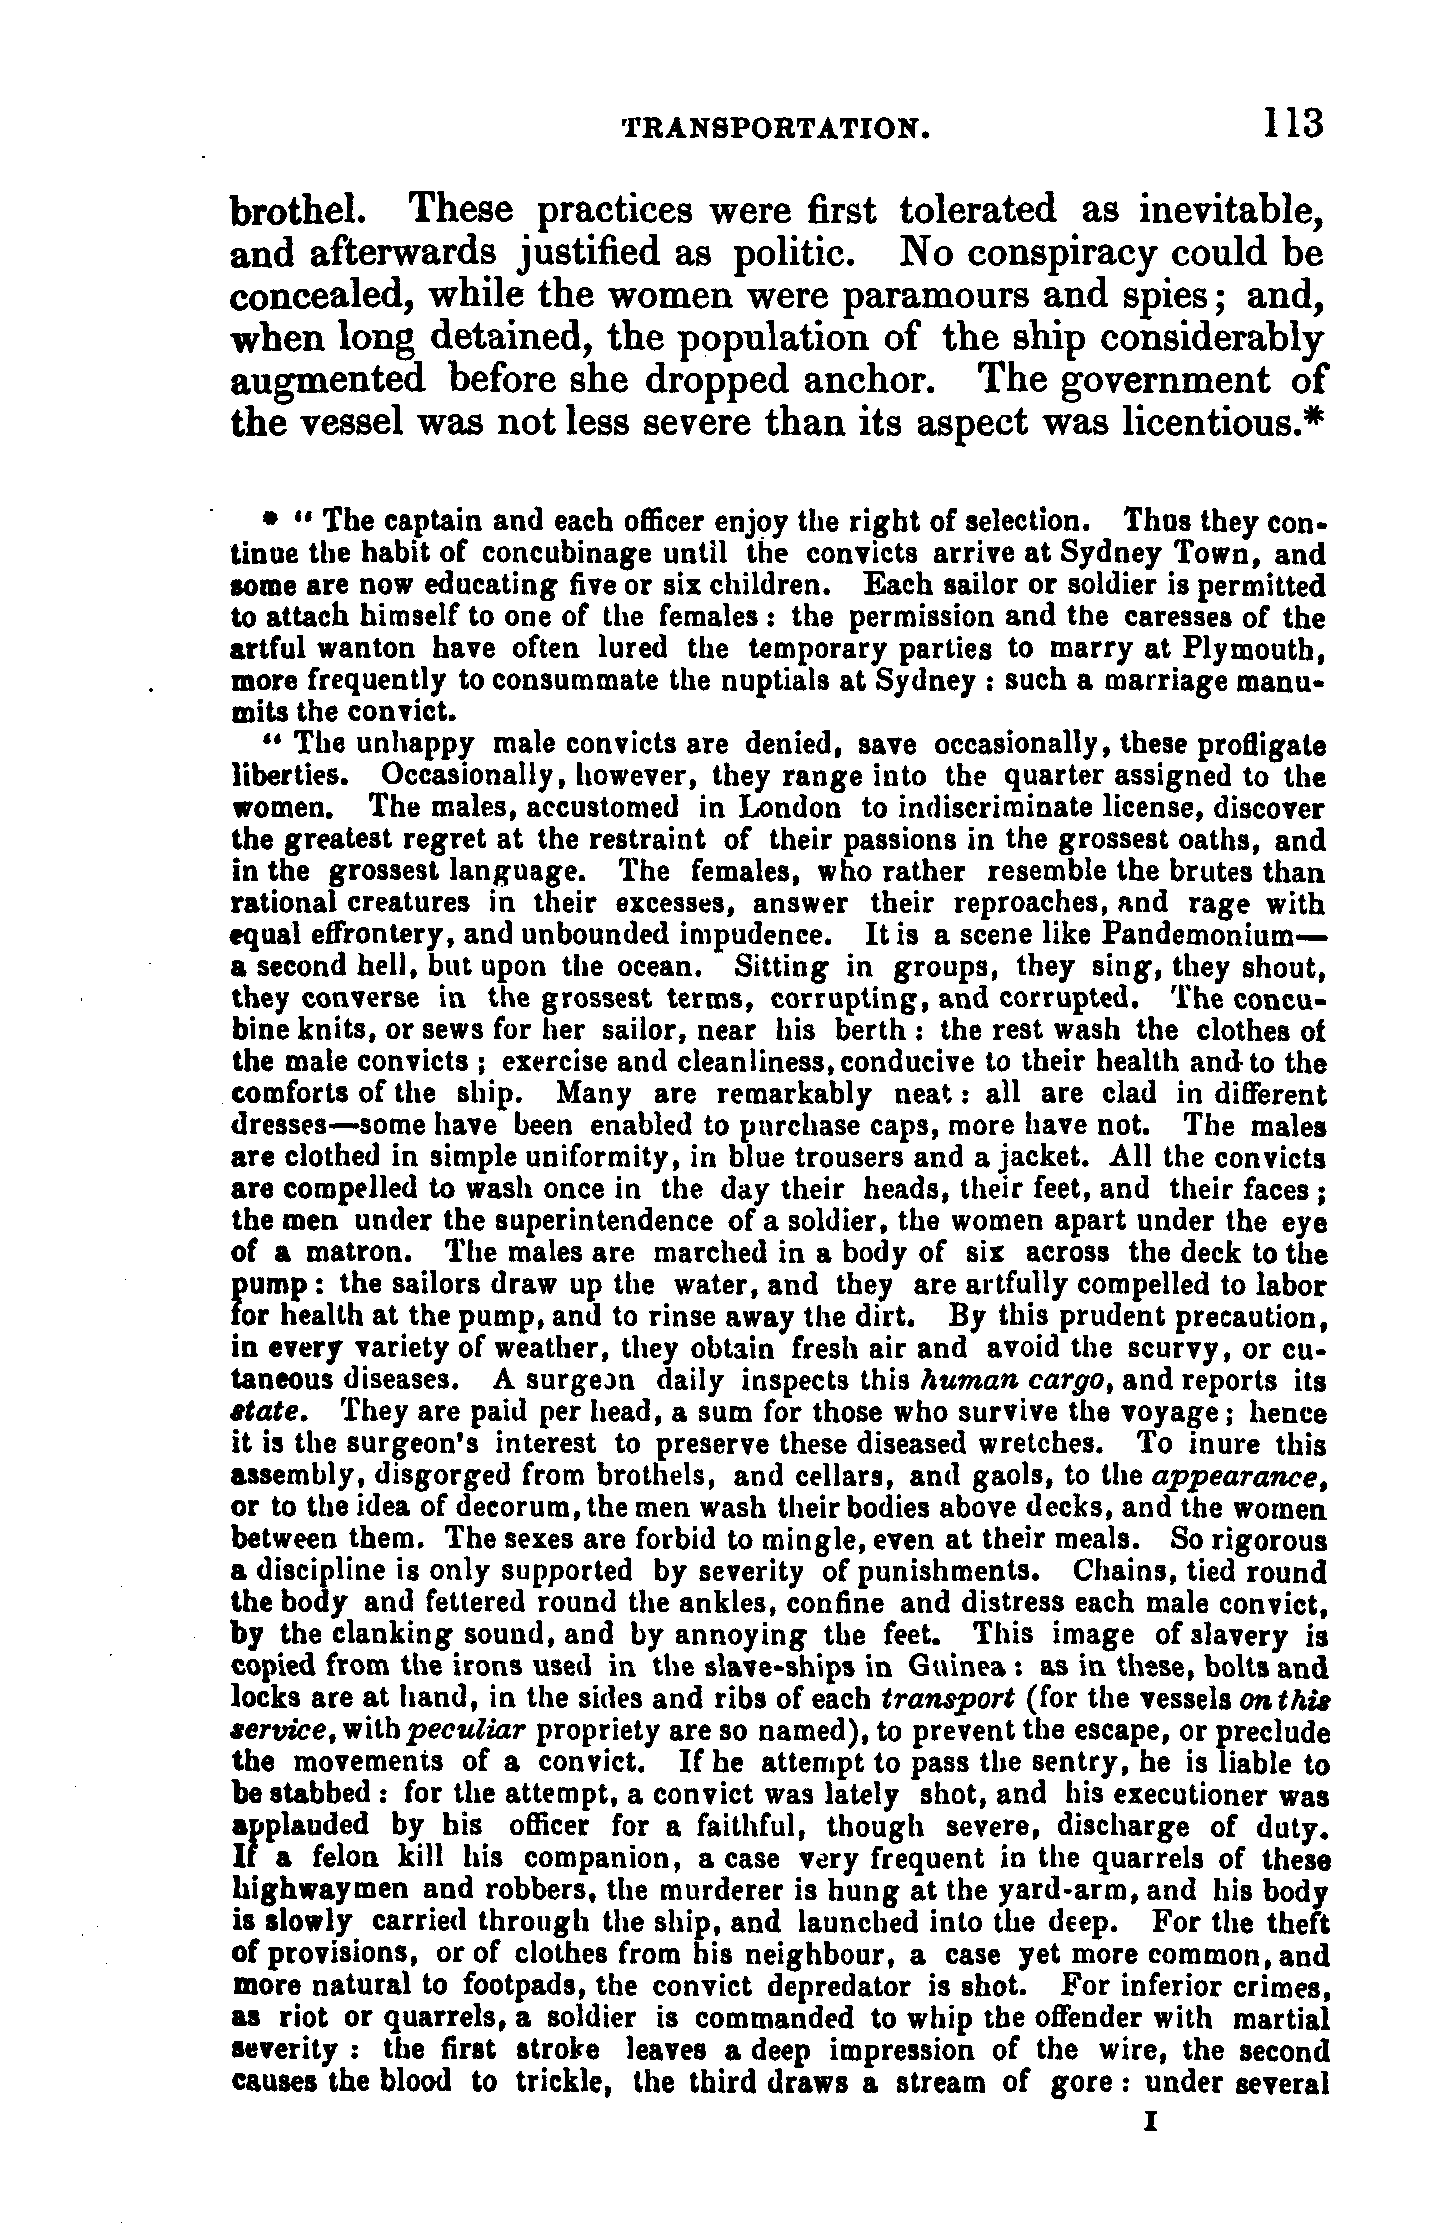 TRANSPORTATION. 113
brothel. These practices were first tolerated as inevitable,
and afterwards justified as politic. No conspiracy could be
concealed, while the women were paramours and spies; and,
when long detained, the population of the ship considerably
augmented before she dropped anchor. The government of
the vessel was not less severe than its aspect was licentious.*
* "The captain and each officer enjoy the right of selection. Thus they con-
tinue the habit of concubinage until the convicts arrive at Sydney Town, and
some are now educating five or six children. Each sailor or soldier is permitted
to attach himself to one of the females: the permission and the caresses of the
artful wanton have often lured the temporary parties to marry at Plymouth,
more frequently to consummate the nuptials at Sydney: such a marriage manu-
mits the convict.
"The unhappy male convicts are denied, save occasionally, these profligate
liberties. Occasionally, however, they range into the quarter assigned to the
women. The males, accustomed in London to indiscriminate license, discover
the greatest regret at the restraint of their passions in the grossest oaths, and
in the grossest language. The females, who rather resemble the brutes than
rational creatures in their excesses, answer their reproaches, and rage with
equal effrontery, and unbounded impudence. It is a scene like Pandemonium—
a second hell, but upon the ocean. Sitting in groups, they sing, they shout,
they converse in the grossest terms, corrupting, and corrupted. The concu-
bine knits, or sews for her sailor, near his berth: the rest wash the clothes of
the male convicts; exercise and cleanliness, conducive to their health and to the
comforts of the ship. Many are remarkably neat: all are clad in different
dresses—some have been enabled to purchase caps, more have not. The males
are clothed in simple uniformity, in blue trousers and a jacket. All the convicts
are compelled to wash once in the day their heads, their feet, and their faces;
the men under the superintendence of a soldier, the women apart under the eye
of a matron. The males are marched in a body of six across the deck to the
pump: the sailors draw up the water, and they are artfully compelled to labor
for health at the pump, and to rinse away the dirt. By this prudent precaution,
in every variety of weather, they obtain fresh air and avoid the scurvy, or cu-
taneous diseases. A surgeon daily inspects this human cargo, and reports its
state. They are paid per head, a sum for those who survive the voyage; hence
it is the surgeon's interest to preserve these diseased wretches. To inure this
assembly, disgorged from brothels, and cellars, and gaols, to the appearance,
or to the idea of decorum, the men wash their bodies above decks, and the women
between them. The sexes are forbid to mingle, even at their meals. So rigorous
a discipline is only supported by severity of punishments. Chains, tied round
the body and fettered round the ankles, confine and distress each male convict,
by the clanking sound, and by annoying the feet. This image of slavery is
copied from the irons used in the slave-ships in Guinea: as in these, bolts and
locks are at hand, in the sides and ribs of each transport (for the vessels on this
service, with peculiar propriety are so named), to prevent the escape, or preclude
the movements of a convict. If he attempt to pass the sentry, he is liable to
be stabbed: for the attempt, a convict was lately shot, and his executioner was
applauded by his officer for a faithful, though severe, discharge of duty.
If a felon kill his companion, a case very frequent in the quarrels of these
highwaymen and robbers, the murderer is hung at the yard-arm, and his body
is slowly carried through the ship, and launched into the deep. For the theft
of provisions, or of clothes from his neighbour, a case yet more common, and
more natural to footpads, the convict depredator is shot. For inferior crimes,
as riot or quarrels, a soldier is commanded to whip the offender with martial
severity: the first stroke leaves a deep impression of the wire, the second
causes the blood to trickle, the third draws a stream of gore: under several
I